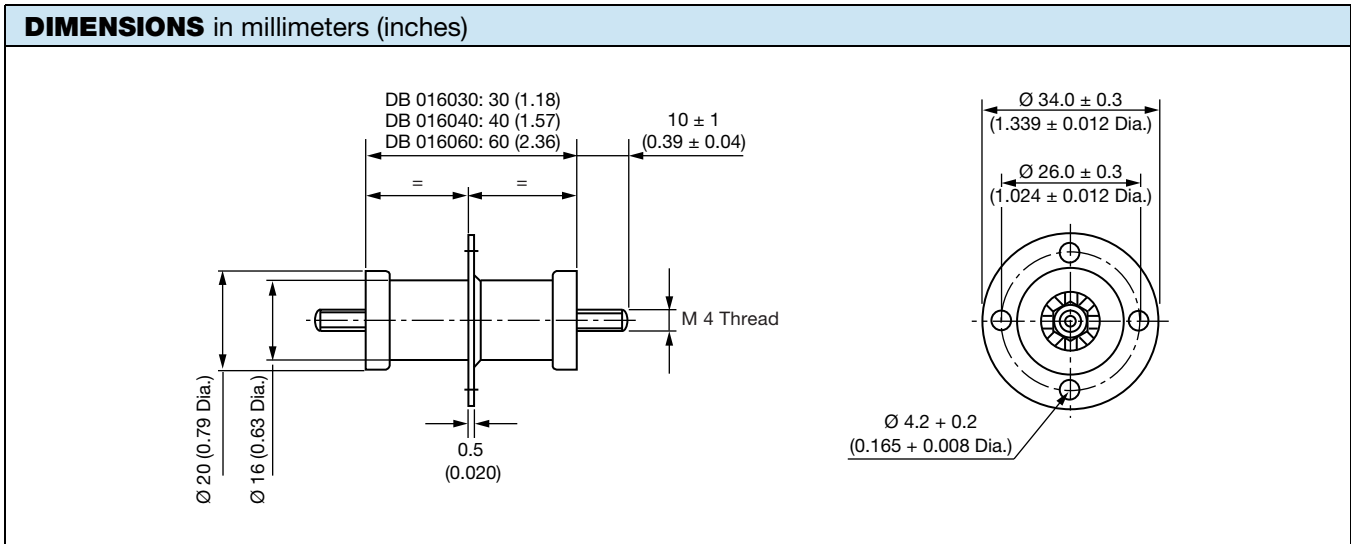 DIMENSIONS in millimeters (inches)
DB 016030: 30 (1.18)
DB 016040: 40 (1.57)
DB 016060: 60 (2.36)
10 ± 1
(0.39 ± 0.04)
=
=
M 4 Thread
Ø 20 (0.79 Dia.)
Ø 16 (0.63 Dia.)
0.5
(0.020)
Ø 34.0 ± 0.3
(1.339 ± 0.012 Dia.)
Ø 26.0 ± 0.3
(1.024 ± 0.012 Dia.)
Ø 4.2 + 0.2
(0.165 + 0.008 Dia.)